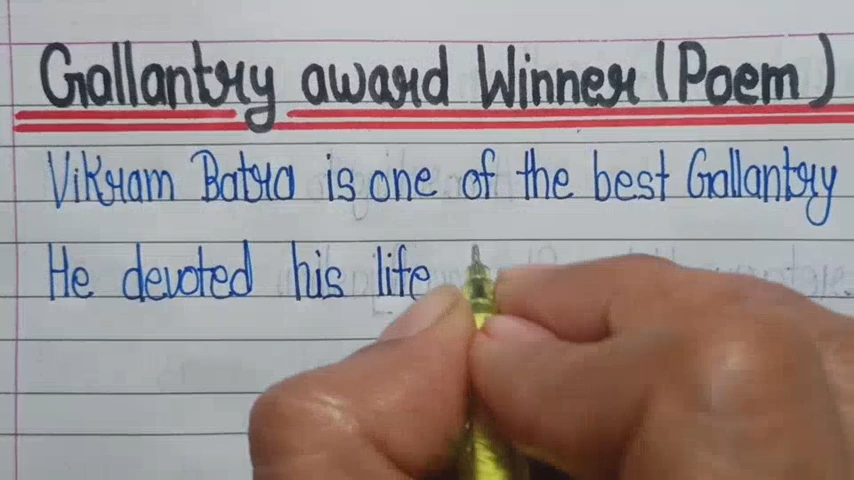 Gallantry award Winner (Poem)
Vikram Batra is one of the best Gallantry
He devoted his life